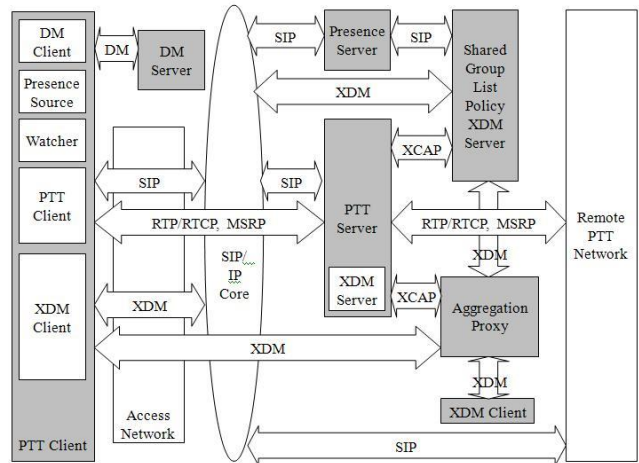 DM
Client
Presence
Source
Watcher
PTT
Client
XDM
Client
PTT Client
DM
DM
Server
SIP
RTP/RTCP, MSRP
XDM
XDM
Access
Network
SIP/
IP
Core
SIP
Presence
Server
SIP
XDM
SIP
PTT
Server
XDM
Server
XCAP
XCAP
Shared
Group
List
Policy
XDM
Server
RTP/RTCP, MSRP
XDM
Aggregation
Proxy
XDM
XDM Client
SIP
Remote
PTT
Network